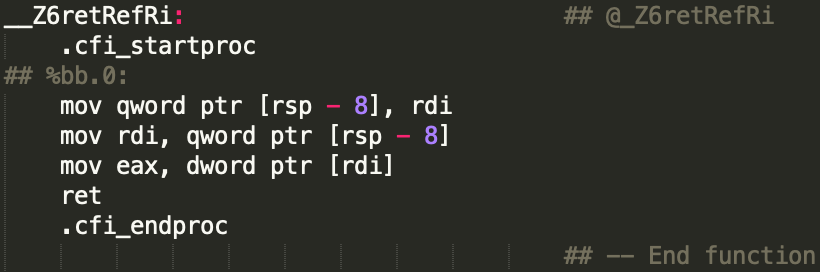 __Z6retRefRi: ## @_Z6retRefRi
.cfi_startproc
## %bb.0:
mov qword ptr [rsp - 8], rdi
mov rdi, qword ptr [rsp - 8]
mov eax, dword ptr [rdi]
ret
.cfi_endproc
## -- End function